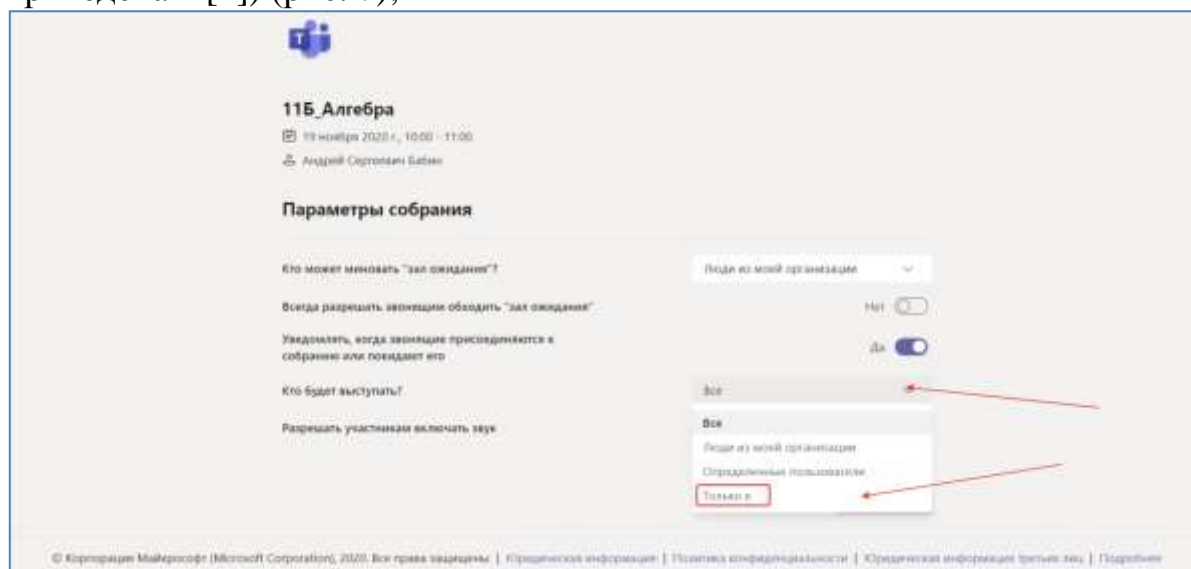 11Б_Алгебра
19 ноября 2020 г., 10:00 - 11:00
Андрей Сергеевич Бабин
Параметры собрания
Кто может миновать "зал ожидания"?
Люди из моей организации
Всегда разрешать звонящим обходить "зал ожидания"
Нет
Уведомлять, когда звонящие присоединяются к
собранию или покидают его
Да
Кто будет выступать?
Все
Разрешать участникам включать звук
Все
Люди из моей организации
Определенные пользователи
Только я
© Корпорация Майкрософт (Microsoft Corporation), 2020. Все права защищены. | Юридическая информация | Политика конфиденциальности | Юридическая информация третьих лиц | Подробнее